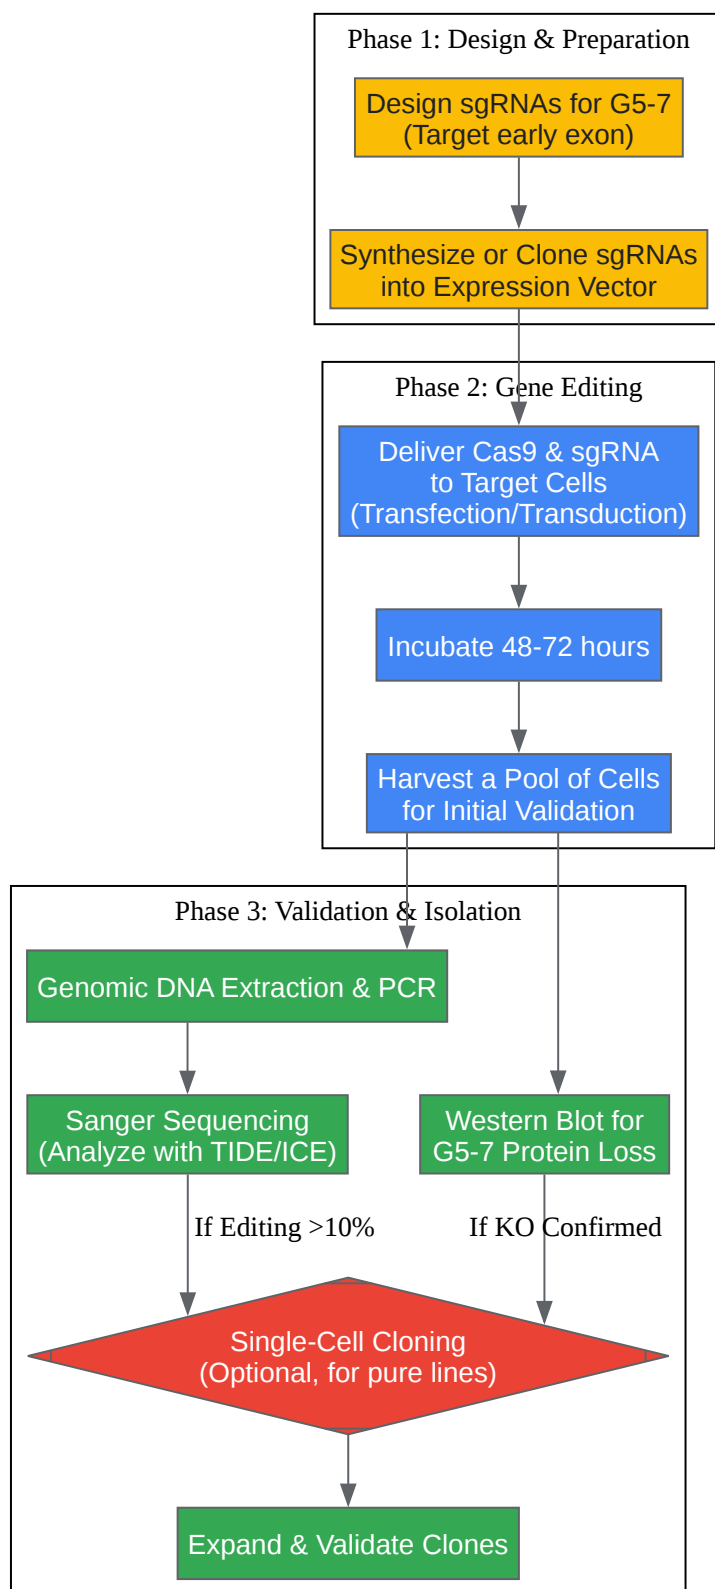 Phase 1: Design & Preparation
Design sgRNAs for G5-7
(Target early exon)
Synthesize or Clone sgRNAs
into Expression Vector
Phase 2: Gene Editing
Deliver Cas9 & sgRNA
to Target Cells
(Transfection/Transduction)
Incubate 48-72 hours
Harvest a Pool of Cells
for Initial Validation
Phase 3: Validation & Isolation
Genomic DNA Extraction & PCR
Sanger Sequencing
(Analyze with TIDE/ICE)
Western Blot for
G5-7 Protein Loss
If Editing >10%
If KO Confirmed
Single-Cell Cloning
(Optional, for pure lines)
Expand & Validate Clones